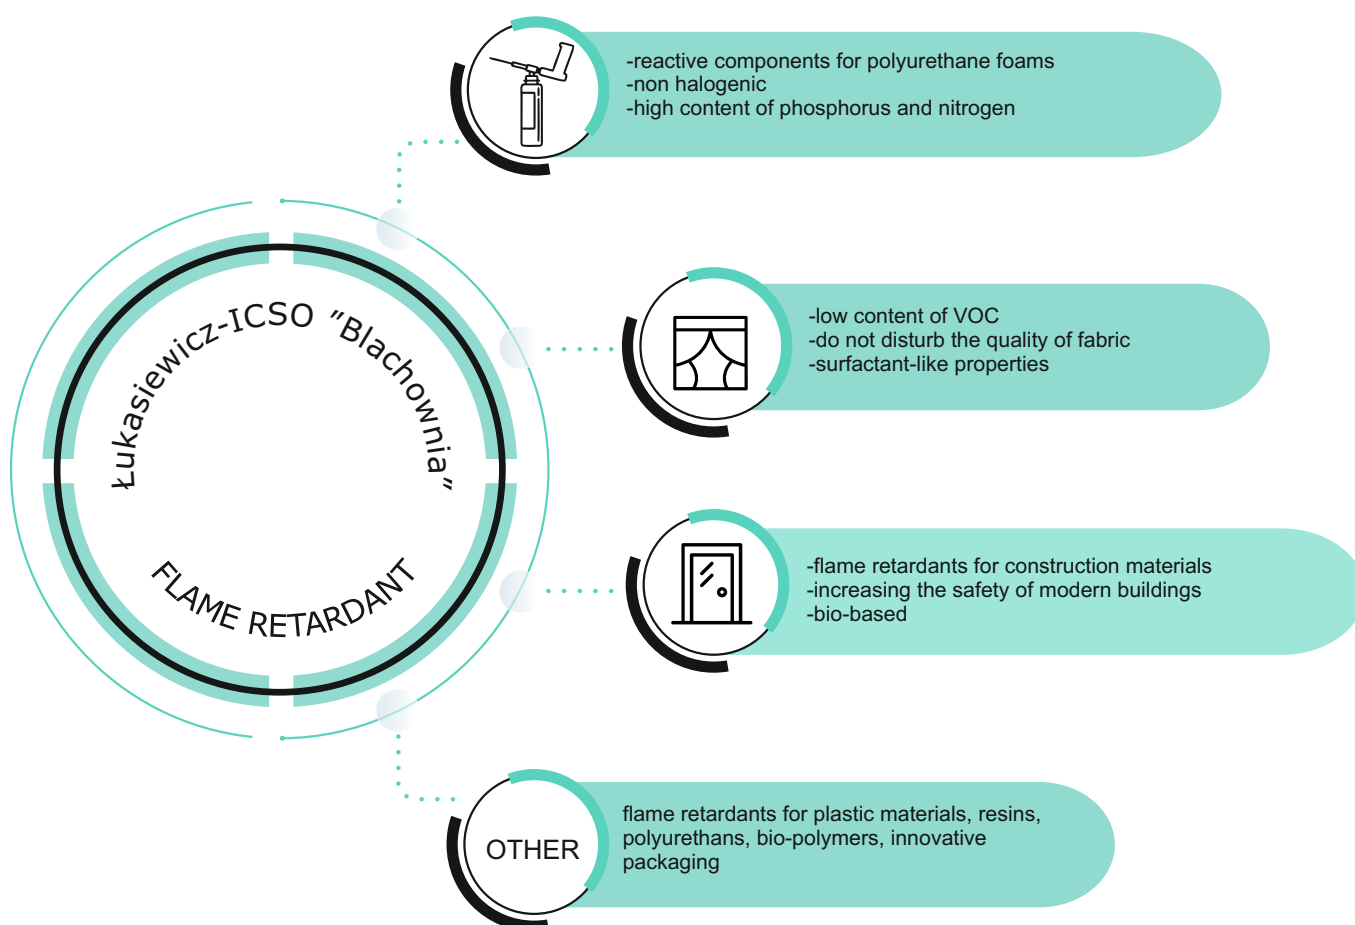 Łukasiewicz-ICSO "Blachownia"
FLAME RETARDANT
-reactive components for polyurethane foams
-non halogenic
-high content of phosphorus and nitrogen
-low content of VOC
-do not disturb the quality of fabric
-surfactant-like properties
-flame retardants for construction materials
-increasing the safety of modern buildings
-bio-based
OTHER
flame retardants for plastic materials, resins,
polyurethans, bio-polymers, innovative
packaging